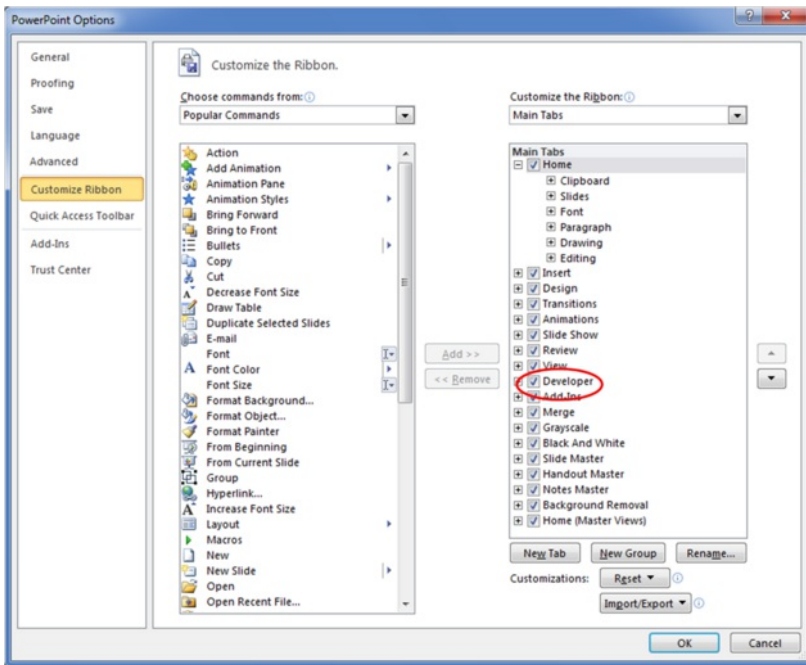 PowerPoint Options
General
Proofing
Save
Language
Advanced
Customize Ribbon
Quick Access Toolbar
Add-Ins
Trust Center
Customize the Ribbon.
Choose commands from:
Popular Commands
Action
Add Animation
Animation Pane
Animation Styles
Bring Forward
Bring to Front
Bullets
Copy
Cut
Decrease Font Size
Draw Table
Duplicate Selected Slides
E-mail
Font
Font Color
Font Size
Format Background...
Format Object...
Format Painter
From Beginning
From Current Slide
Group
Hyperlink...
Increase Font Size
Layout
Macros
New
New Slide
Open
Open Recent File...
Add >>
<< Remove
Customize the Ribbon:
Main Tabs
Main Tabs
Home
Clipboard
Slides
Font
Paragraph
Drawing
Editing
Insert
Design
Transitions
Animations
Slide Show
Review
View
Developer
Add-Ins
Merge
Grayscale
Black And White
Slide Master
Handout Master
Notes Master
Background Removal
Home (Master Views)
New Tab
New Group
Rename...
Customizations:
Reset
Import/Export
OK
Cancel